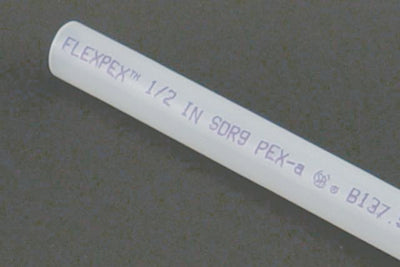 FLEXPEX™ 1/2 IN SDR9 PEX-a ® B137.